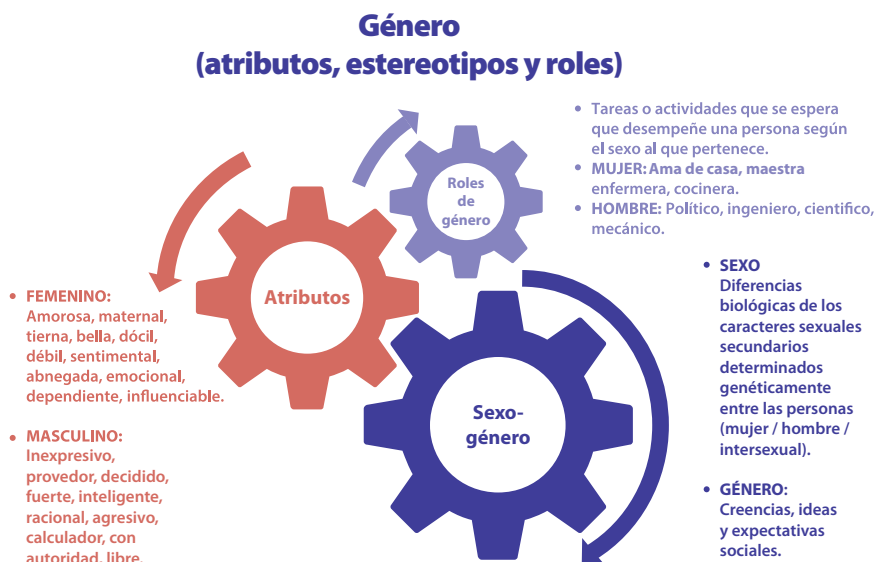 Género
(atributos, estereotipos y roles)
• Tareas o actividades que se espera
que desempeñe una persona según
el sexo al que pertenece.
• MUJER: Ama de casa, maestra
enfermera, cocinera.
• HOMBRE: Político, ingeniero, cientifico,
mecánico.
Roles
de
género
Atributos
• FEMENINO:
Amorosa, maternal,
tierna, bella, dócil,
débil, sentimental,
abnegada, emocional,
dependiente, influenciable.
• MASCULINO:
Inexpresivo,
provedor, decidido,
fuerte, inteligente,
racional, agresivo,
calculador, con
autoridad, libre.
Sexo-
género
• SEXO
Diferencias
biológicas de los
caracteres sexuales
secundarios
determinados
genéticamente
entre las personas
(mujer / hombre /
intersexual).
• GÉNERO:
Creencias, ideas
y expectativas
sociales.